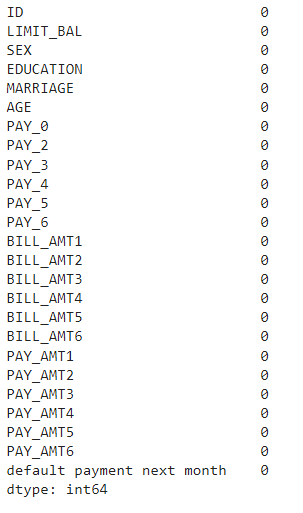 ID 0
LIMIT_BAL 0
SEX 0
EDUCATION 0
MARRIAGE 0
AGE 0
PAY_0 0
PAY_2 0
PAY_3 0
PAY_4 0
PAY_5 0
PAY_6 0
BILL_AMT1 0
BILL_AMT2 0
BILL_AMT3 0
BILL_AMT4 0
BILL_AMT5 0
BILL_AMT6 0
PAY_AMT1 0
PAY_AMT2 0
PAY_AMT3 0
PAY_AMT4 0
PAY_AMT5 0
PAY_AMT6 0
default payment next month 0
dtype: int64